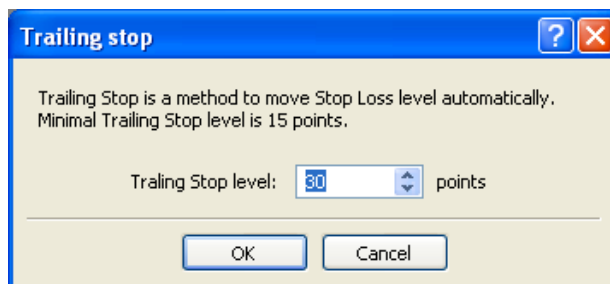 Trailing stop
Trailing Stop is a method to move Stop Loss level automatically.
Minimal Trailing Stop level is 15 points.
Traling Stop level: 30 points
OK Cancel